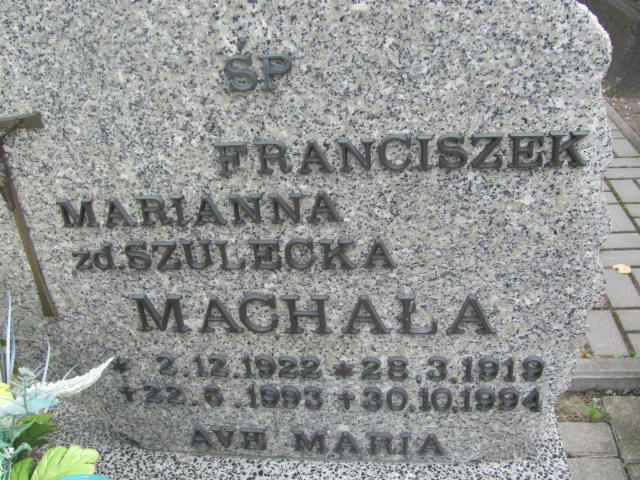 ŚP
FRANCISZEK
MARIANNA
zd. SZULECKA
MACHAŁA
* 2.12.1922 * 28.3.1919
+ 22.6.1993 + 30.10.1994
AVE MARIA